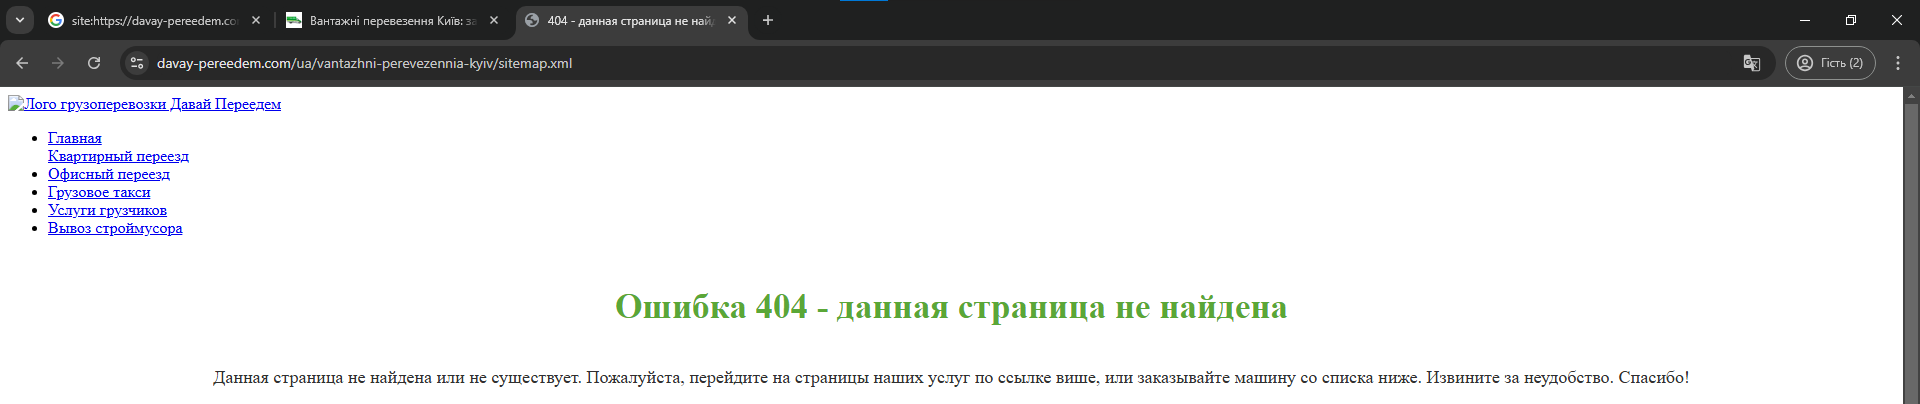 site:https://davay-pereedem.co
Вантажні перевезення Київ: за
404 - данная страница не найд
davay-pereedem.com/ua/vantazhni-perevezennia-kyiv/sitemap.xml
Гість (2)
Лого грузоперевозки Давай Переедем
Главная
Квартирный переезд
Офисный переезд
Грузовое такси
Услуги грузчиков
Вывоз строймусора
Ошибка 404 - данная страница не найдена
Данная страница не найдена или не существует. Пожалуйста, перейдите на страницы наших услуг по ссылке више, или заказывайте машину со списка ниже. Извините за неудобство. Спасибо!